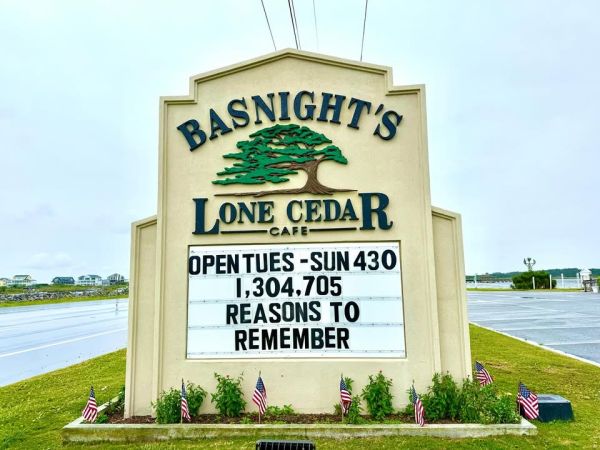 BASNIGHT'S
LONE CEDAR
CAFE
OPEN TUES - SUN 430
1,304,705
REASONS TO
REMEMBER